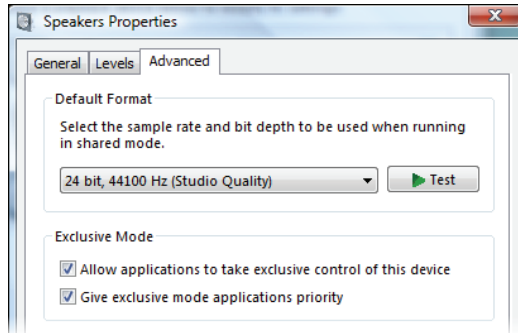 Speakers Properties
General Levels Advanced
Default Format
Select the sample rate and bit depth to be used when running
in shared mode.
24 bit, 44100 Hz (Studio Quality)
Test
Exclusive Mode
Allow applications to take exclusive control of this device
Give exclusive mode applications priority